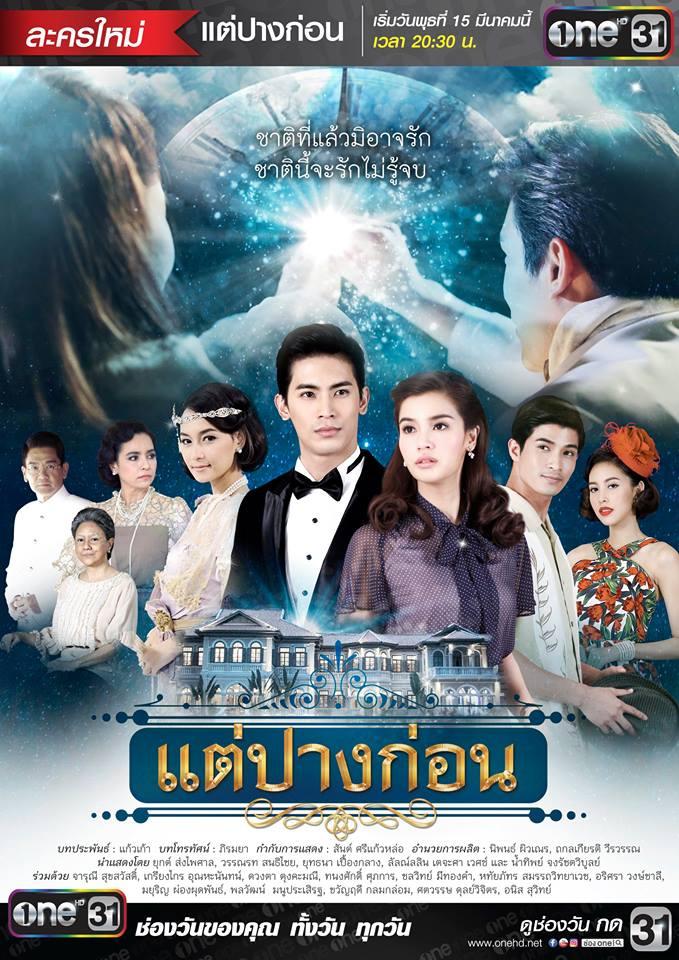 ละครใหม่
แต่ปางก่อน
เริ่มวันพุธที่ 15 มีนาคมนี้
เวลา 20:30 น.
one HD 31
ชาติที่แล้วมิอาจรัก
ชาตินี้จะรักไม่รู้จบ
แต่ปางก่อน
บทประพันธ์ : แก้วเก้า บทโทรทัศน์ : ภิรมยา กำกับการแสดง : สันต์ ศรีแก้วหล่อ อำนวยการผลิต : นิพนธ์ ผิวเณร, ถกลเกียรติ วีรวรรณ
นำแสดงโดย ยุกต์ ส่งไพศาล, วรรณรท สนธิไชย, ยุทธนา เปื้องกลาง, ลัลณ์ลลิน เตจะสา เวศซ์ และ น้ำทิพย์ จงรัชตวิบูลย์
ร่วมด้วย จารุณี สุขสวัสดิ์, เกรียงไกร อุณหะนันทน์, ดวงตา ตุงคะมณี, ทนงศักดิ์ ศุภการ, ชลวิทย์ มีทองคำ, หทัยภัทร สมรรถวิทยาเวช, อริศรา วงษ์ชาลี,
มยุริญ ผ่องผุดพันธ์, พลวัฒน์ มนูประเสริฐ, ขวัญฤดี กลมกล่อม, ศตวรรษ ดุลย์วิจิตร, อนิส สุวิทย์
one HD 31
ช่องวันของคุณ ทั้งวัน ทุกวัน
ดูช่องวัน กด 31
www.onehd.net ช่อง one